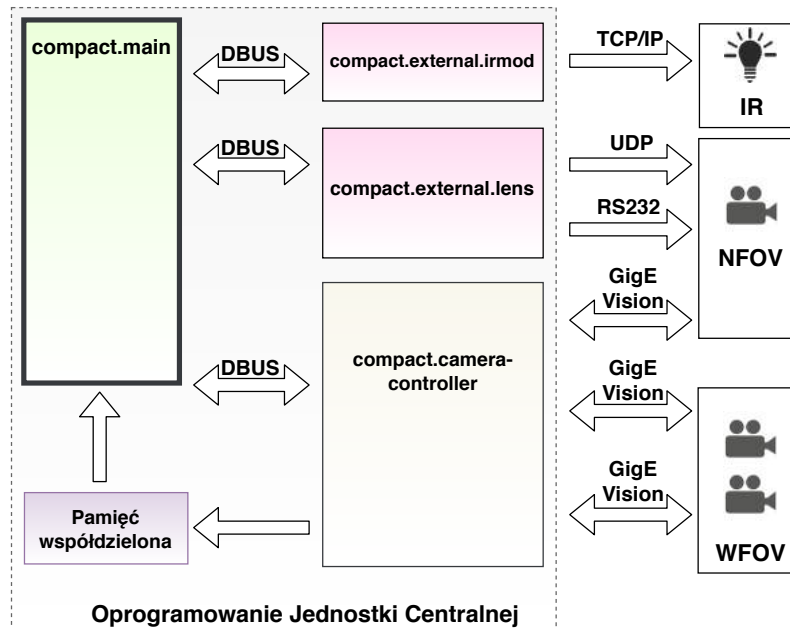 compact.main
DBUS
compact.external.irmod
TCP/IP
IR
DBUS
compact.external.lens
UDP
RS232
NFOV
GigE
Vision
DBUS
compact.camera-
controller
GigE
Vision
GigE
Vision
WFOV
Pamięć
współdzielona
Oprogramowanie Jednostki Centralnej